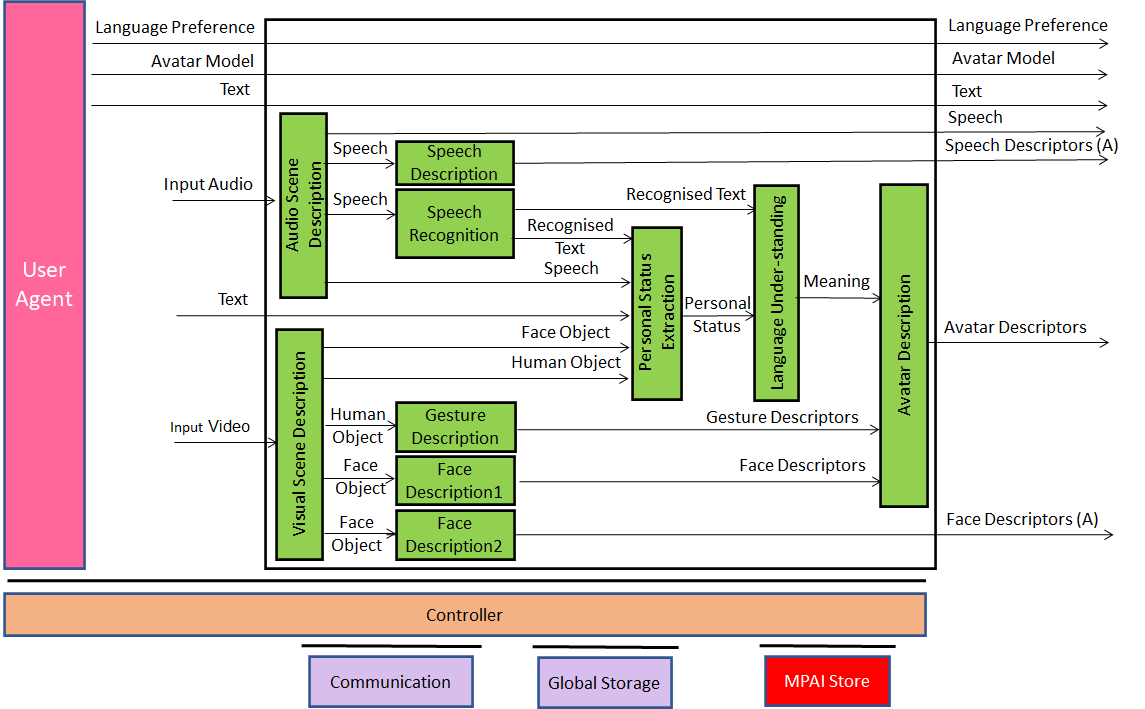 Language Preference
Language Preference
Avatar Model
Avatar Model
Text
Text
Speech
Speech Descriptors (A)
Speech
Speech
Description
Input Audio
Audio Scene
Description
Speech
Speech
Recognition
Recognised Text
Recognised
Text
Speech
User
Agent
Text
Personal Status
Extraction
Personal
Status
Language Under-standing
Meaning
Avatar Description
Avatar Descriptors
Face Object
Human Object
Visual Scene Description
Input Video
Human
Object
Gesture
Description
Gesture Descriptors
Face
Object
Face
Description1
Face Descriptors
Face
Object
Face
Description2
Face Descriptors (A)
Controller
Communication
Global Storage
MPAI Store